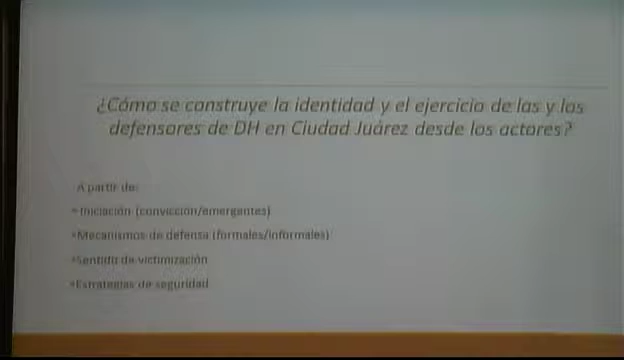 ¿Cómo se construye la identidad y el ejercicio de las y los
defensores de DH en Ciudad Juárez desde los actores?
A partir de:
•Iniciación (convicción/emergentes)
•Mecanismos de defensa (formales/informales)
•Sentido de victimización
•Estrategias de seguridad